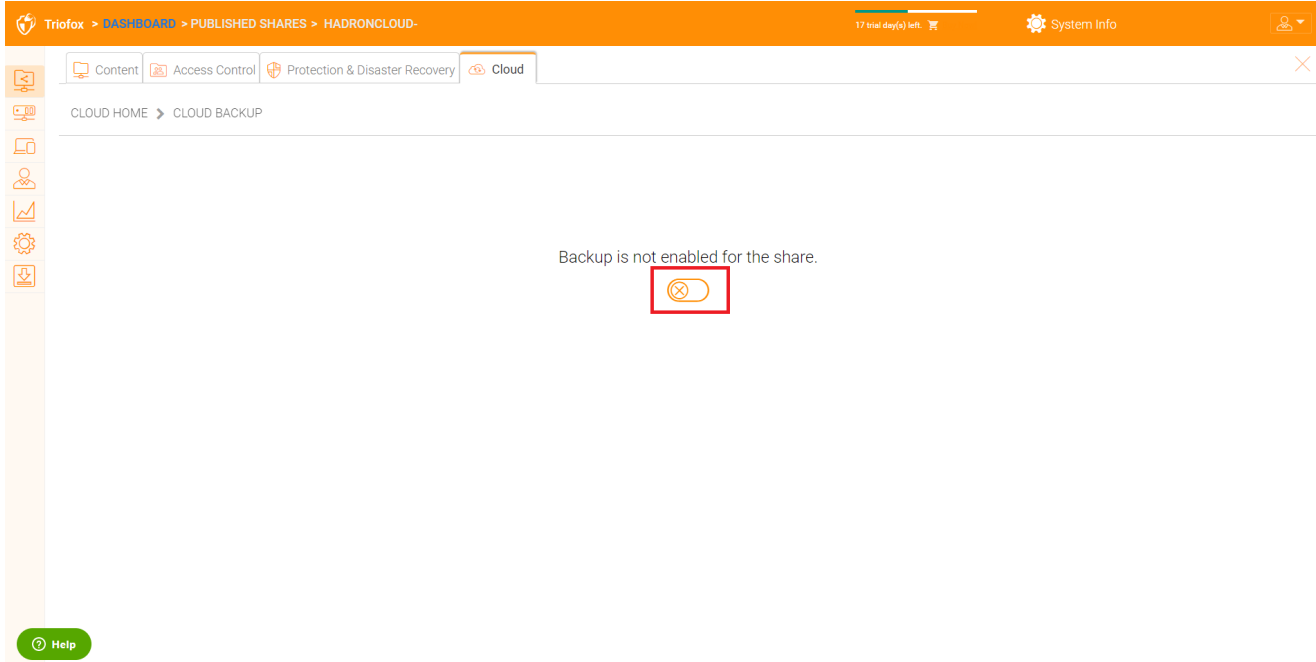 Triofox > DASHBOARD > PUBLISHED SHARES > HADRONCLOUD-
17 trial day(s) left.
System Info
Content
Access Control
Protection & Disaster Recovery
Cloud
CLOUD HOME > CLOUD BACKUP
Backup is not enabled for the share.
Help